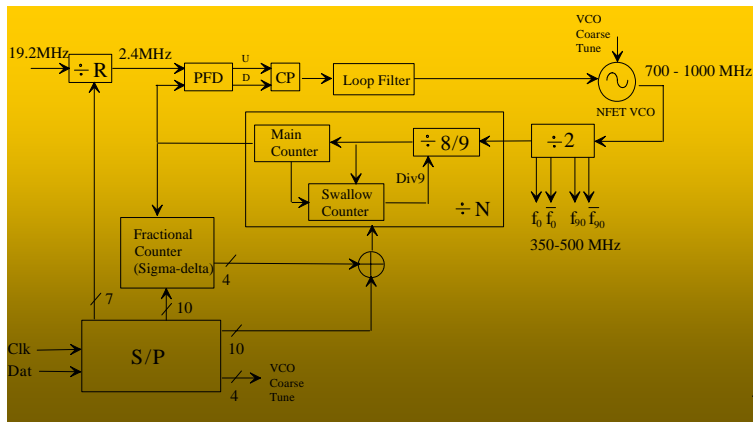 VCO
Coarse
Tune
19.2MHz
÷ R
2.4MHz
PFD
U
D
CP
Loop Filter
700 - 1000 MHz
NFET VCO
Main
Counter
÷ 8/9
÷2
Swallow
Counter
Div9
÷ N
f0 f0 f90 f90
350-500 MHz
Fractional
Counter
(Sigma-delta)
4
7
10
10
Clk
Dat
S/P
4
VCO
Coarse
Tune